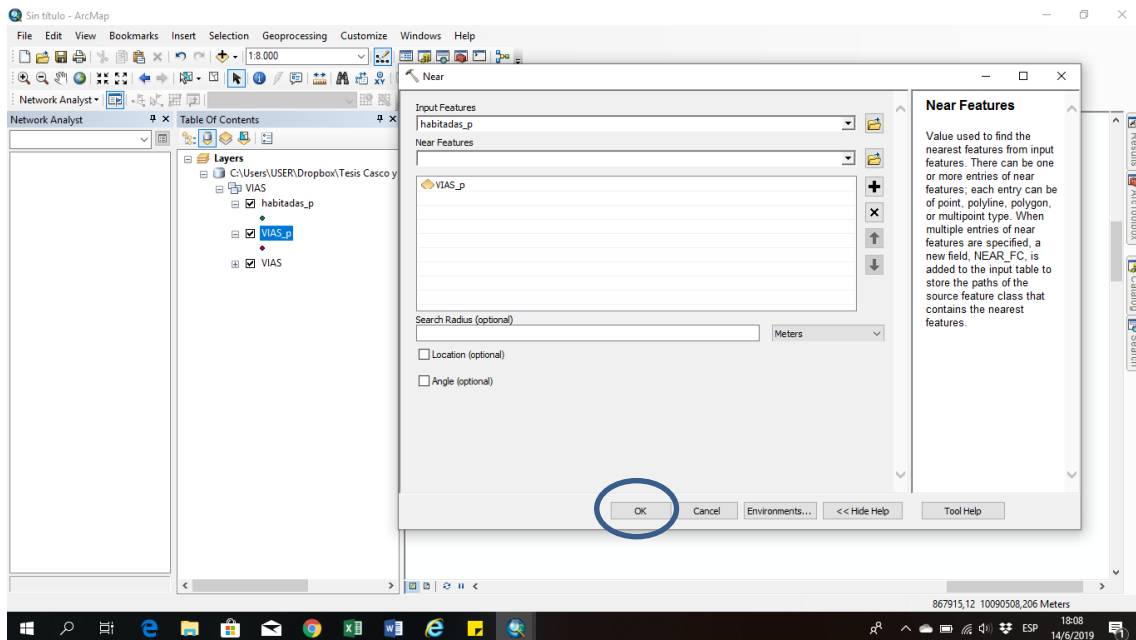 Sin título - ArcMap
File Edit View Bookmarks Insert Selection Geoprocessing Customize Windows Help
1:8.000
Network Analyst
Network Analyst
Table Of Contents
Layers
C:\Users\USER\Dropbox\Tesis Casco y
VIAS
habitadas_p
VIAS_p
VIAS
Near
Input Features
habitadas_p
Near Features
VIAS_p
Search Radius (optional)
Meters
Location (optional)
Angle (optional)
OK Cancel Environments... << Hide Help Tool Help
Near Features
Value used to find the
nearest features from input
features. There can be one
or more entries of near
features; each entry can be
of point, polyline, polygon,
or multipoint type. When
multiple entries of near
features are specified, a
new field, NEAR_FC, is
added to the input table to
store the paths of the
source feature class that
contains the nearest
features.
Results
ArcToolbox
Catalog
Search
867915,12 10090508,206 Meters
ESP
18:08
14/6/2019